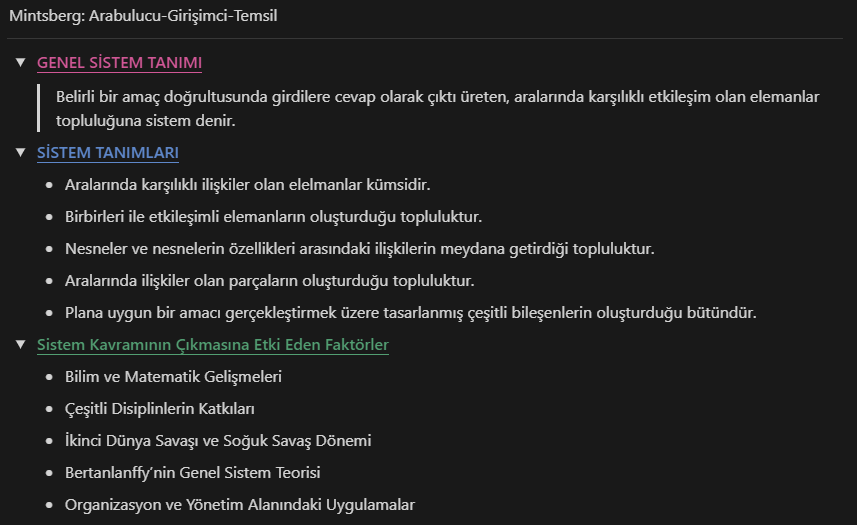 Mintsberg: Arabulucu-Girişimci-Temsil
GENEL SİSTEM TANIMI
Belirli bir amaç doğrultusunda girdilere cevap olarak çıktı üreten, aralarında karşılıklı etkileşim olan elemanlar
topluluğuna sistem denir.
SİSTEM TANIMLARI
Aralarında karşılıklı ilişkiler olan elelmanlar kümsidir.
Birbirleri ile etkileşimli elemanların oluşturduğu topluluktur.
Nesneler ve nesnelerin özellikleri arasındaki ilişkilerin meydana getirdiği topluluktur.
Aralarında ilişkiler olan parçaların oluşturduğu topluluktur.
Plana uygun bir amacı gerçekleştirmek üzere tasarlanmış çeşitli bileşenlerin oluşturduğu bütündür.
Sistem Kavramının Çıkmasına Etki Eden Faktörler
Bilim ve Matematik Gelişmeleri
Çeşitli Disiplinlerin Katkıları
İkinci Dünya Savaşı ve Soğuk Savaş Dönemi
Bertanlanffy’nin Genel Sistem Teorisi
Organizasyon ve Yönetim Alanındaki Uygulamalar